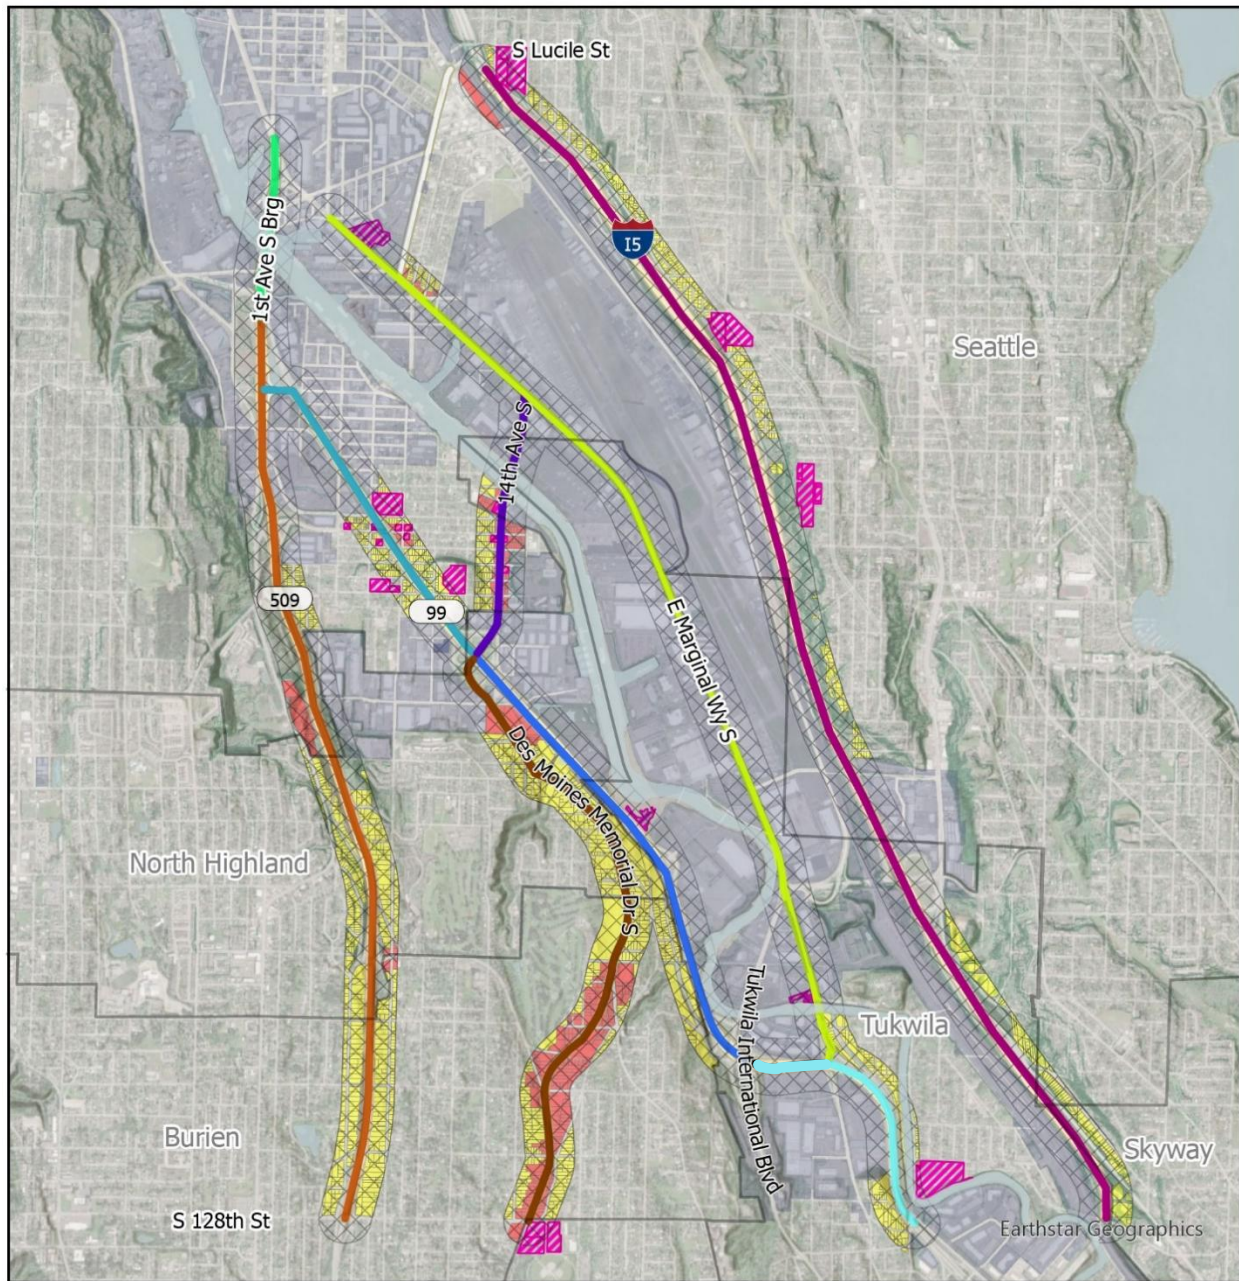 S Lucile St
1st Ave S Brg
I5
Seattle
14th Ave S
509
99
E Marginal Wy S
Des Moines Memorial Dr S
North Highland
Tukwila International Blvd
Tukwila
Burien
Skyway
S 128th St
Earthstar Geographics